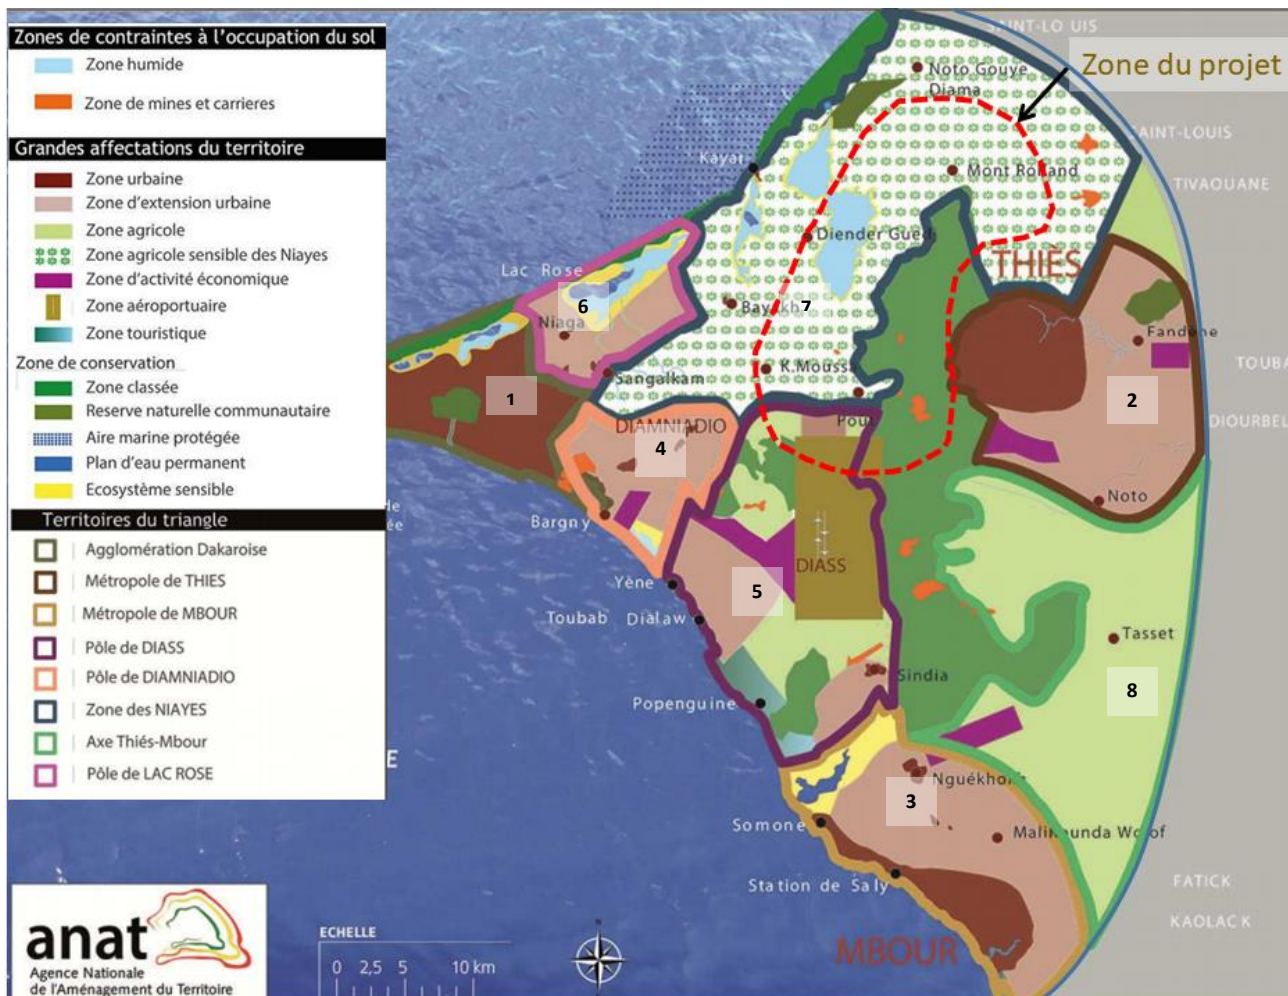 Zones de contraintes à l'occupation du sol
Zone humide
Zone de mines et carrieres
Grandes affectations du territoire
Zone urbaine
Zone d'extension urbaine
Zone agricole
Zone agricole sensible des Niayes
Zone d'activité économique
Zone aéroportuaire
Zone touristique
Zone de conservation
Zone classée
Reserve naturelle communautaire
Aire marine protégée
Plan d'eau permanent
Ecosystème sensible
Territoires du triangle
Agglomération Dakaroise
Métropole de THIES
Métropole de MBOUR
Pôle de DIASS
Pôle de DIAMNIADIO
Zone des NIAYES
Axe Thiés-Mbour
Pôle de LAC ROSE
anat
Agence Nationale
de l'Aménagement du Territoire
ECHELLE
0 2,5 5 10 km
SAINT-LO UIS
Zone du projet
Noto Gouye
Diama
SAINT-LOUIS
Kayar
Mont Rolland
TIVAOUANE
Diender Gued
Lac Rose
THIÈS
6
7
Niaga
Fandène
TOUBA
Sangalkam
K.Moussa
1
2
Pout
DIOURBEL
DIAMNIADIO
4
Noto
Bargny
DIASS
Yène
5
Toubab Dialaw
Tasset
Sindia
8
Popenguine
E
3
Somone
Station de Saly
FATICK
KAOLACK
MBOUR